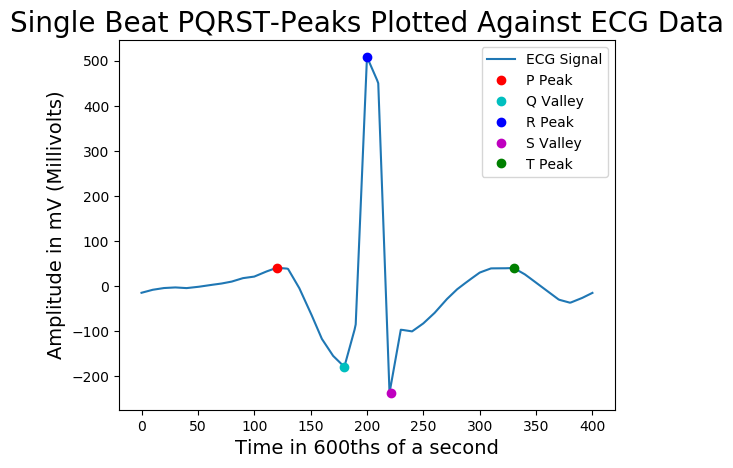 Single Beat PQRST-Peaks Plotted Against ECG Data
Amplitude in mV (Millivolts)
500
400
300
200
100
0
−100
−200
ECG Signal
P Peak
Q Valley
R Peak
S Valley
T Peak
0 50 100 150 200 250 300 350 400
Time in 600ths of a second